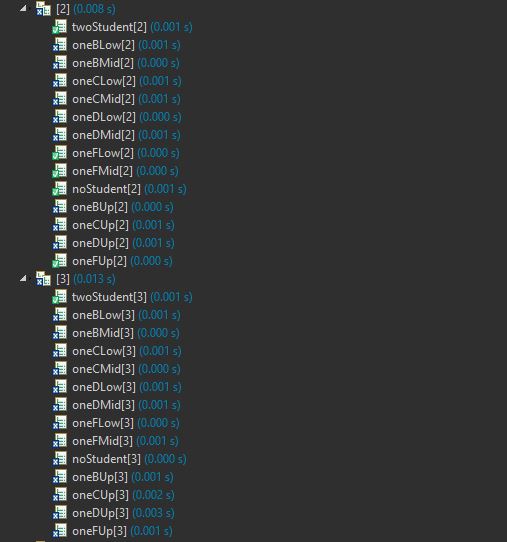 [2] (0.008 s)
twoStudent[2] (0.001 s)
oneBLow[2] (0.001 s)
oneBMid[2] (0.000 s)
oneCLow[2] (0.001 s)
oneCMid[2] (0.001 s)
oneDLow[2] (0.000 s)
oneDMid[2] (0.001 s)
oneFLow[2] (0.000 s)
oneFMid[2] (0.000 s)
noStudent[2] (0.001 s)
oneBUp[2] (0.000 s)
oneCUp[2] (0.000 s)
oneDUp[2] (0.001 s)
oneFUp[2] (0.000 s)
[3] (0.013 s)
twoStudent[3] (0.001 s)
oneBLow[3] (0.001 s)
oneBMid[3] (0.000 s)
oneCLow[3] (0.001 s)
oneCMid[3] (0.000 s)
oneDLow[3] (0.001 s)
oneDMid[3] (0.001 s)
oneFLow[3] (0.000 s)
oneFMid[3] (0.001 s)
noStudent[3] (0.000 s)
oneBUp[3] (0.001 s)
oneCUp[3] (0.002 s)
oneDUp[3] (0.003 s)
oneFUp[3] (0.001 s)